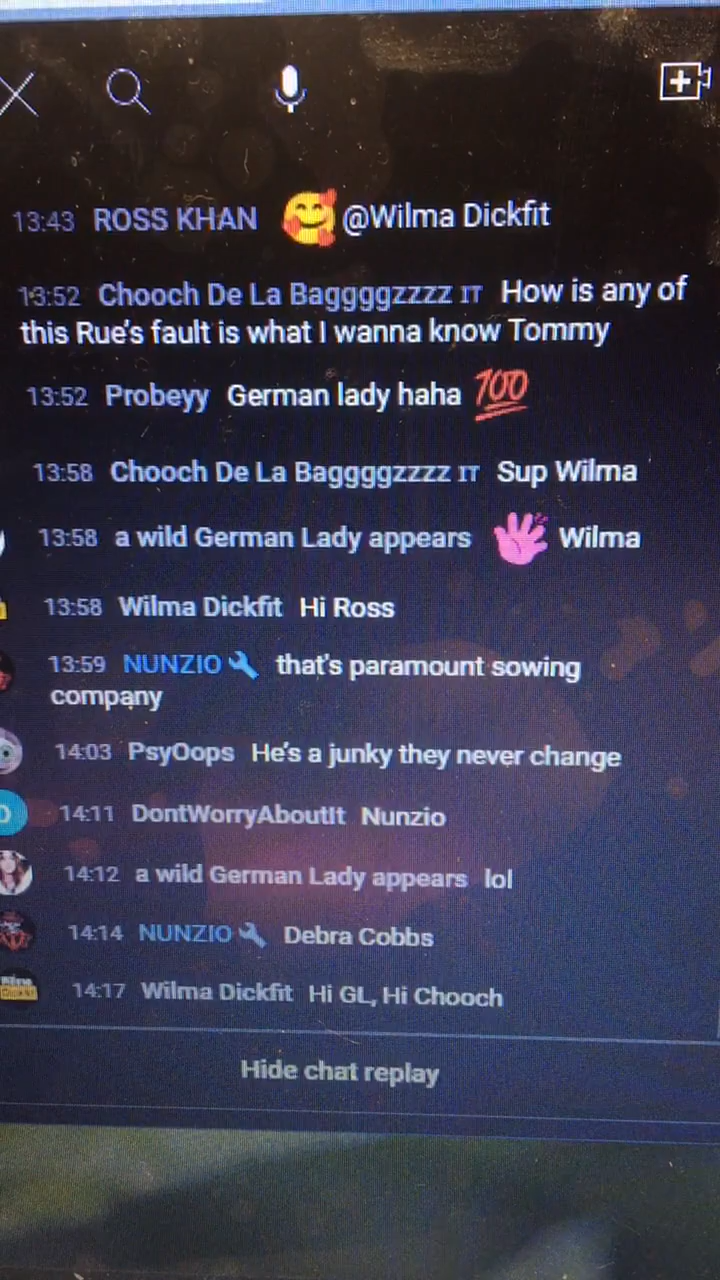 13:43 ROSS KHAN 🥰 @Wilma Dickfit
13:52 Chooch De La Baggggzzzz IT How is any of
this Rue's fault is what I wanna know Tommy
13:52 Probeyy German lady haha 💯
13:58 Chooch De La Baggggzzzz IT Sup Wilma
13:58 a wild German Lady appears Wilma
13:58 Wilma Dickfit Hi Ross
13:59 NUNZIO that's paramount sowing
company
14:03 PsyOops He's a junky they never change
14:11 DontWorryAboutIt Nunzio
14:12 a wild German Lady appears lol
14:14 NUNZIO Debra Cobbs
14:17 Wilma Dickfit Hi GL, Hi Chooch
Hide chat replay